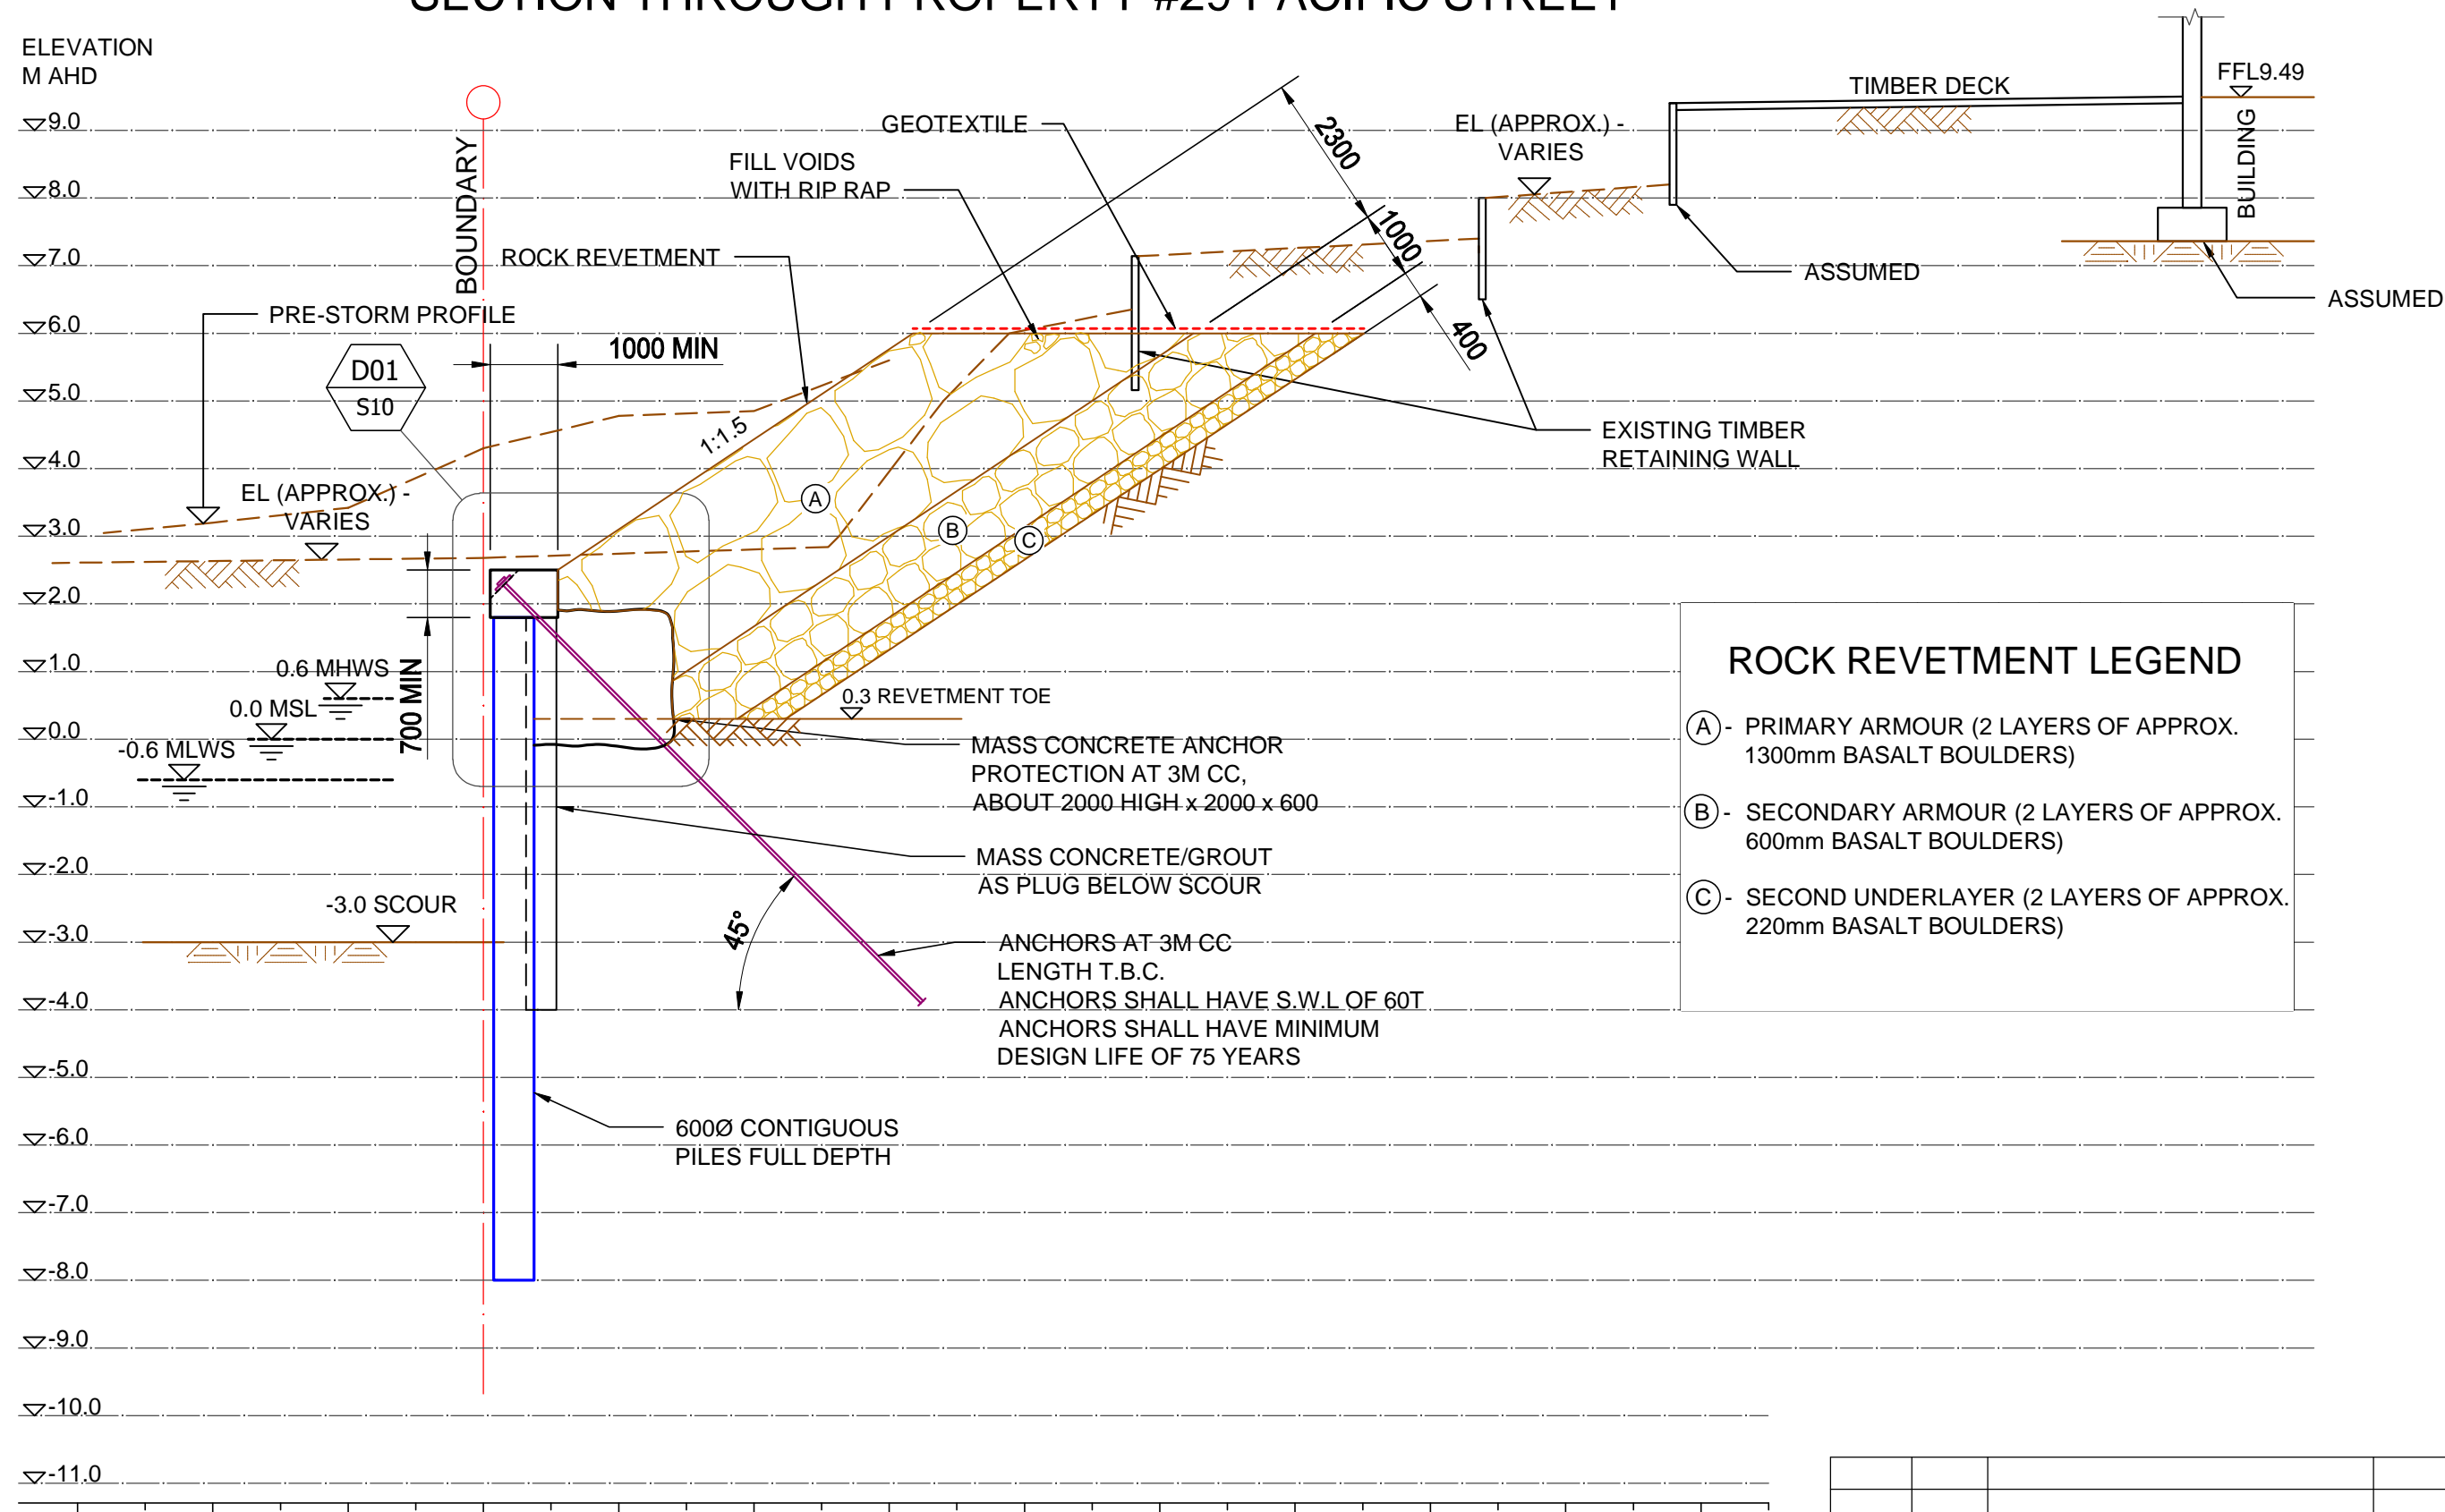 SECTION THROUGH PROPERTY #29 PACIFIC STREET
ELEVATION
M AHD
9.0
8.0
7.0
6.0
5.0
4.0
3.0
2.0
1.0
0.0
-1.0
-2.0
-3.0
-4.0
-5.0
-6.0
-7.0
-8.0
-9.0
-10.0
-11.0
BOUNDARY
PRE-STORM PROFILE
D01
S10
EL (APPROX.) -
VARIES
1000 MIN
700 MIN
0.6 MHWS
0.0 MSL
-0.6 MLWS
-3.0 SCOUR
ROCK REVETMENT
FILL VOIDS
WITH RIP RAP
GEOTEXTILE
1:1.5
A
B
C
2300
1000
400
EL (APPROX.) -
VARIES
TIMBER DECK
FFL9.49
BUILDING
ASSUMED
ASSUMED
EXISTING TIMBER
RETAINING WALL
0.3 REVETMENT TOE
MASS CONCRETE ANCHOR
PROTECTION AT 3M CC,
ABOUT 2000 HIGH x 2000 x 600
MASS CONCRETE/GROUT
AS PLUG BELOW SCOUR
45°
ANCHORS AT 3M CC
LENGTH T.B.C.
ANCHORS SHALL HAVE S.W.L OF 60T
ANCHORS SHALL HAVE MINIMUM
DESIGN LIFE OF 75 YEARS
600Ø CONTIGUOUS
PILES FULL DEPTH
ROCK REVETMENT LEGEND
A - PRIMARY ARMOUR (2 LAYERS OF APPROX.
1300mm BASALT BOULDERS)
B - SECONDARY ARMOUR (2 LAYERS OF APPROX.
600mm BASALT BOULDERS)
C - SECOND UNDERLAYER (2 LAYERS OF APPROX.
220mm BASALT BOULDERS)